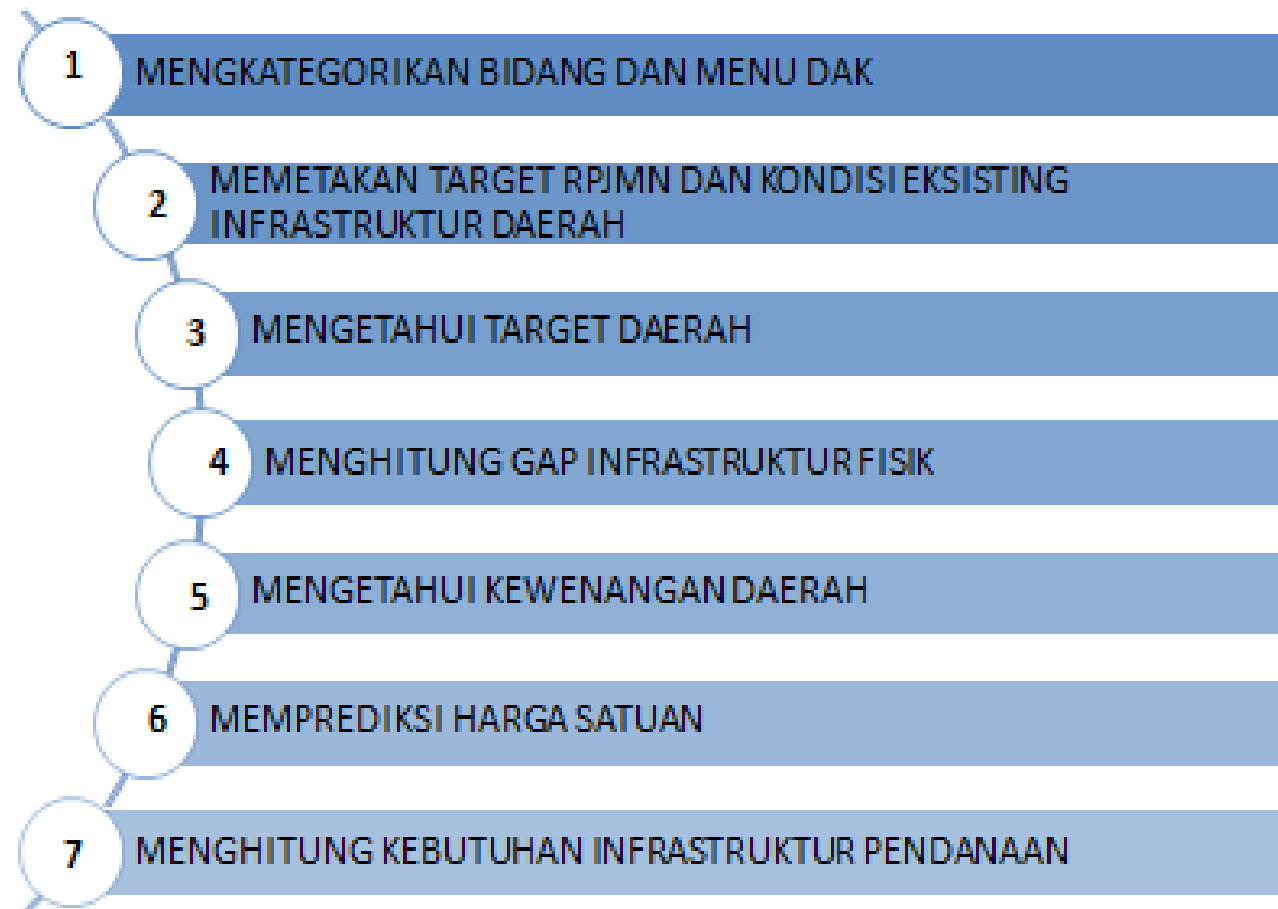 1 MENGKATEGORIKAN BIDANG DAN MENU DAK
2 MEMETAKAN TARGET RPJMN DAN KONDISI EKSISTING
INFRASTRUKTUR DAERAH
3 MENGETAHUI TARGET DAERAH
4 MENGHITUNG GAP INFRASTRUKTUR FISIK
5 MENGETAHUI KEWENANGAN DAERAH
6 MEMPREDIKSI HARGA SATUAN
7 MENGHITUNG KEBUTUHAN INFRASTRUKTUR PENDANAAN